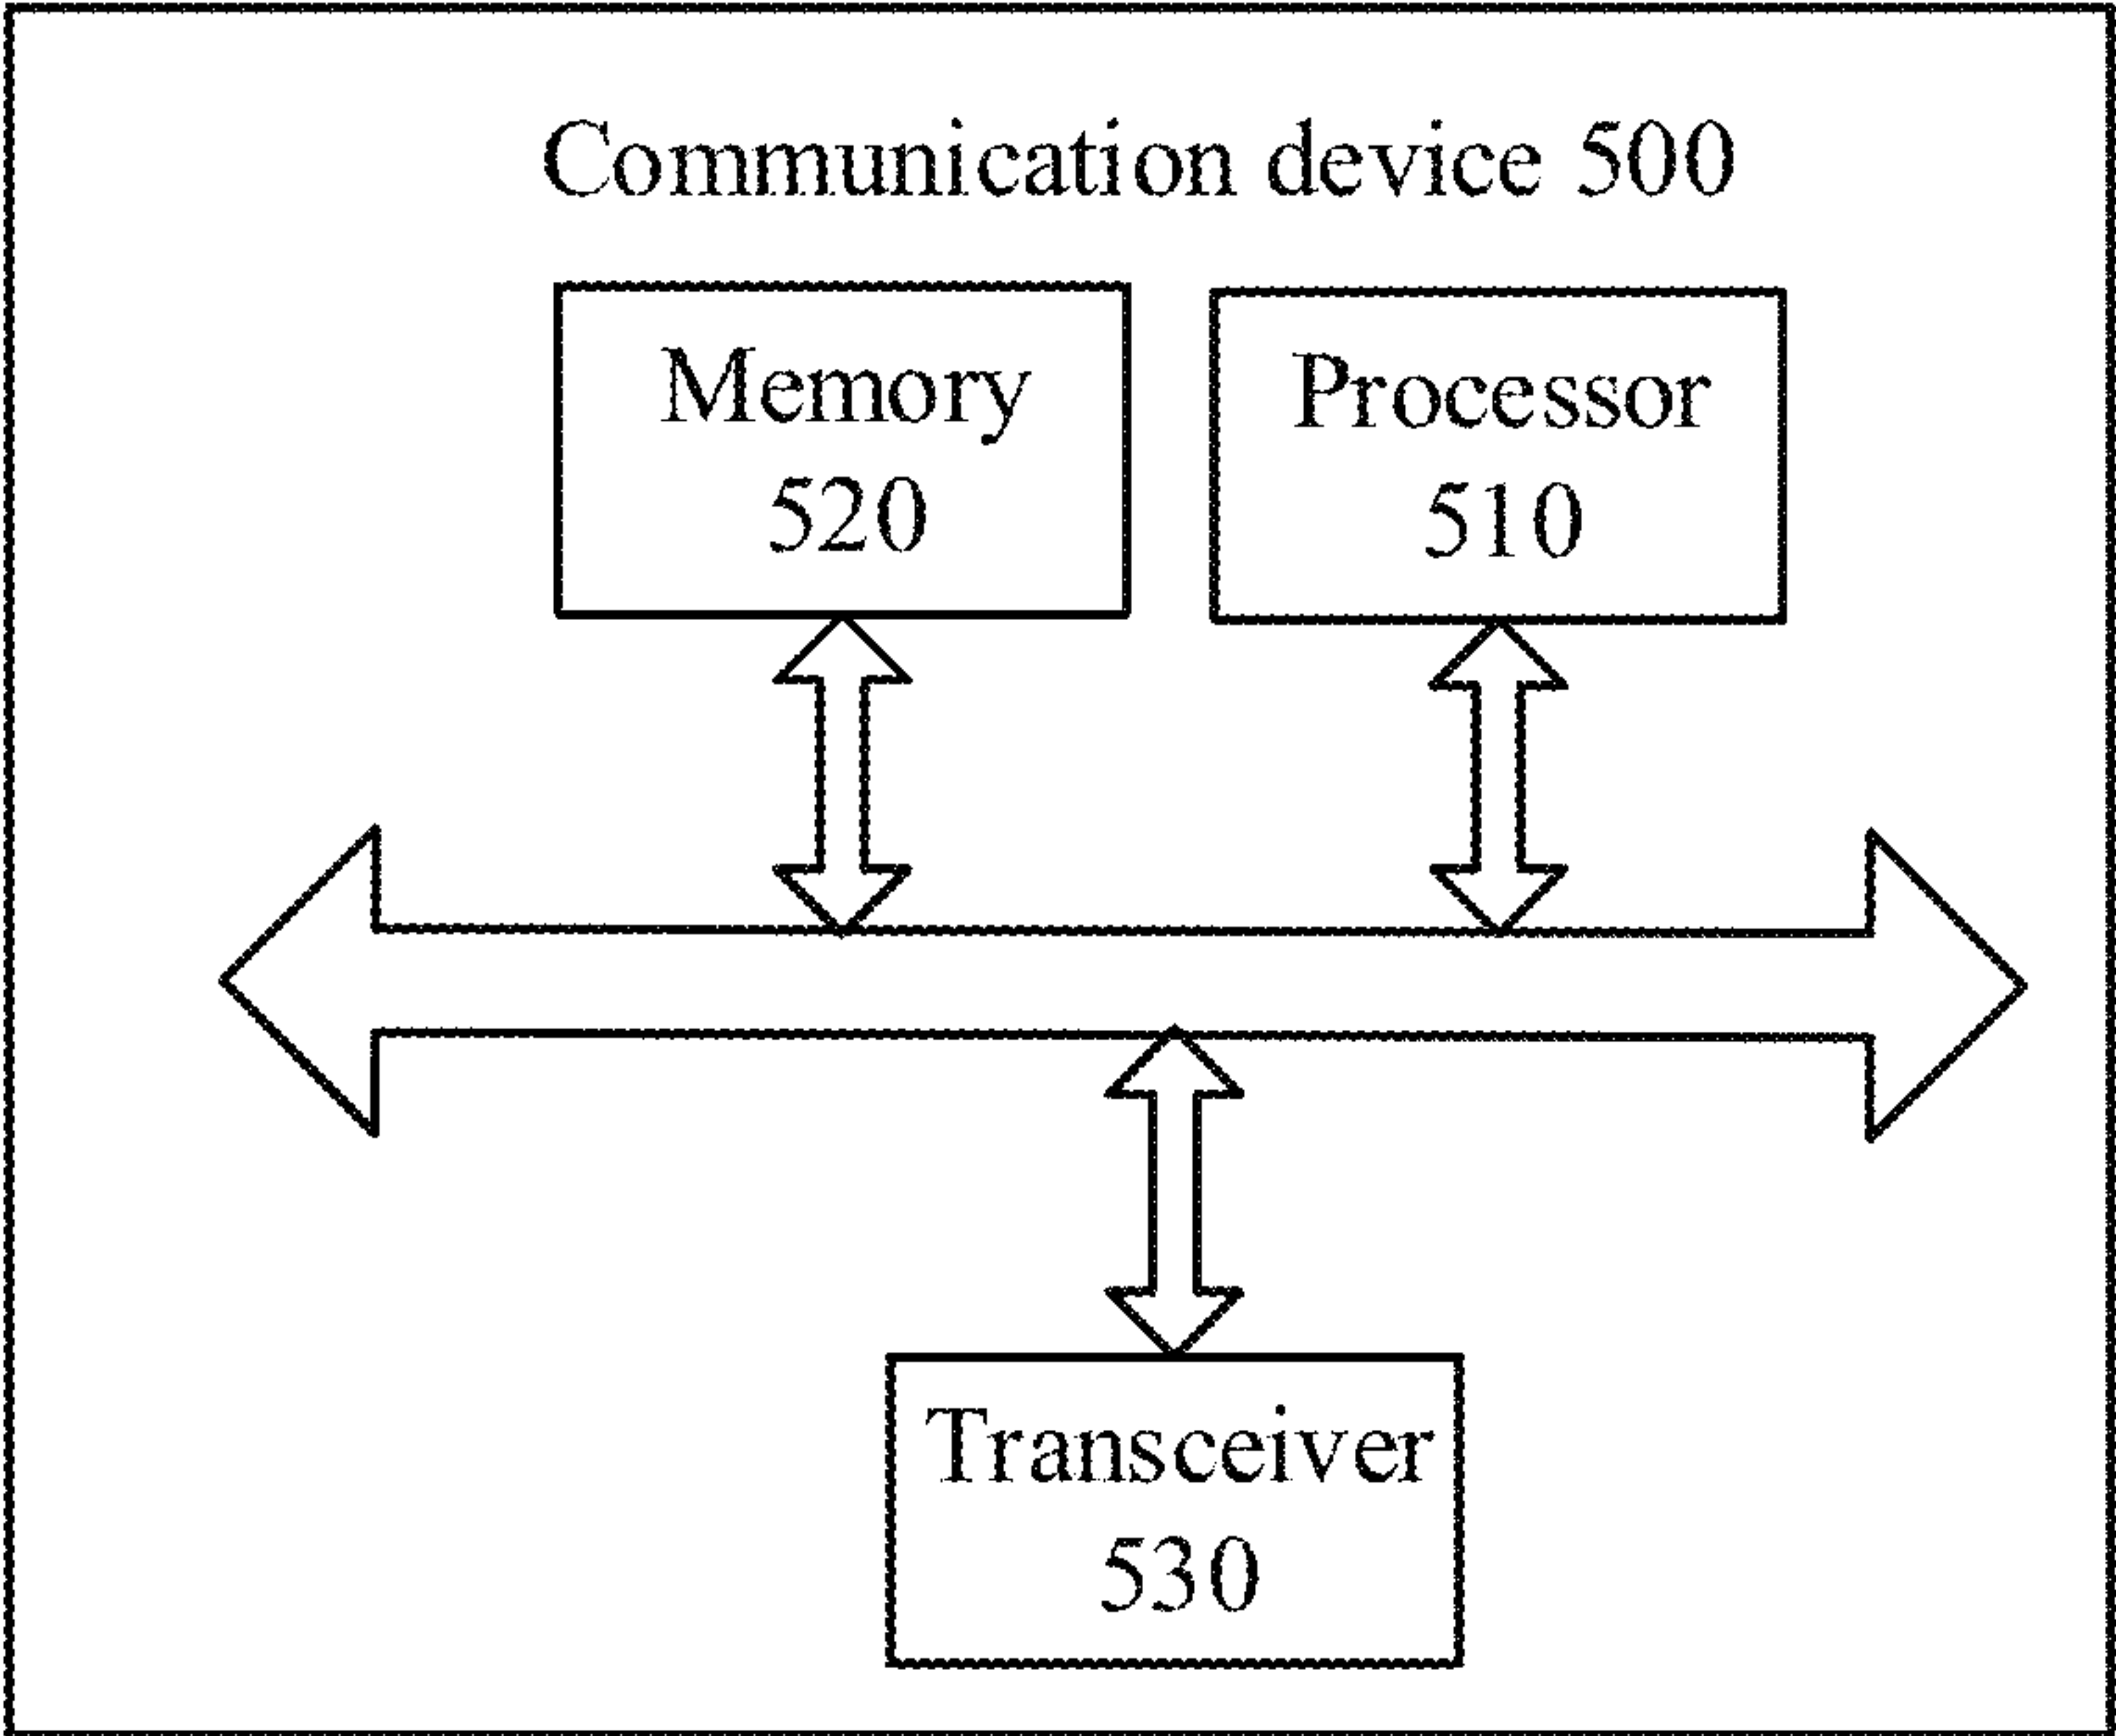 Communication device 500
Memory
520
Processor
510
Transceiver
530